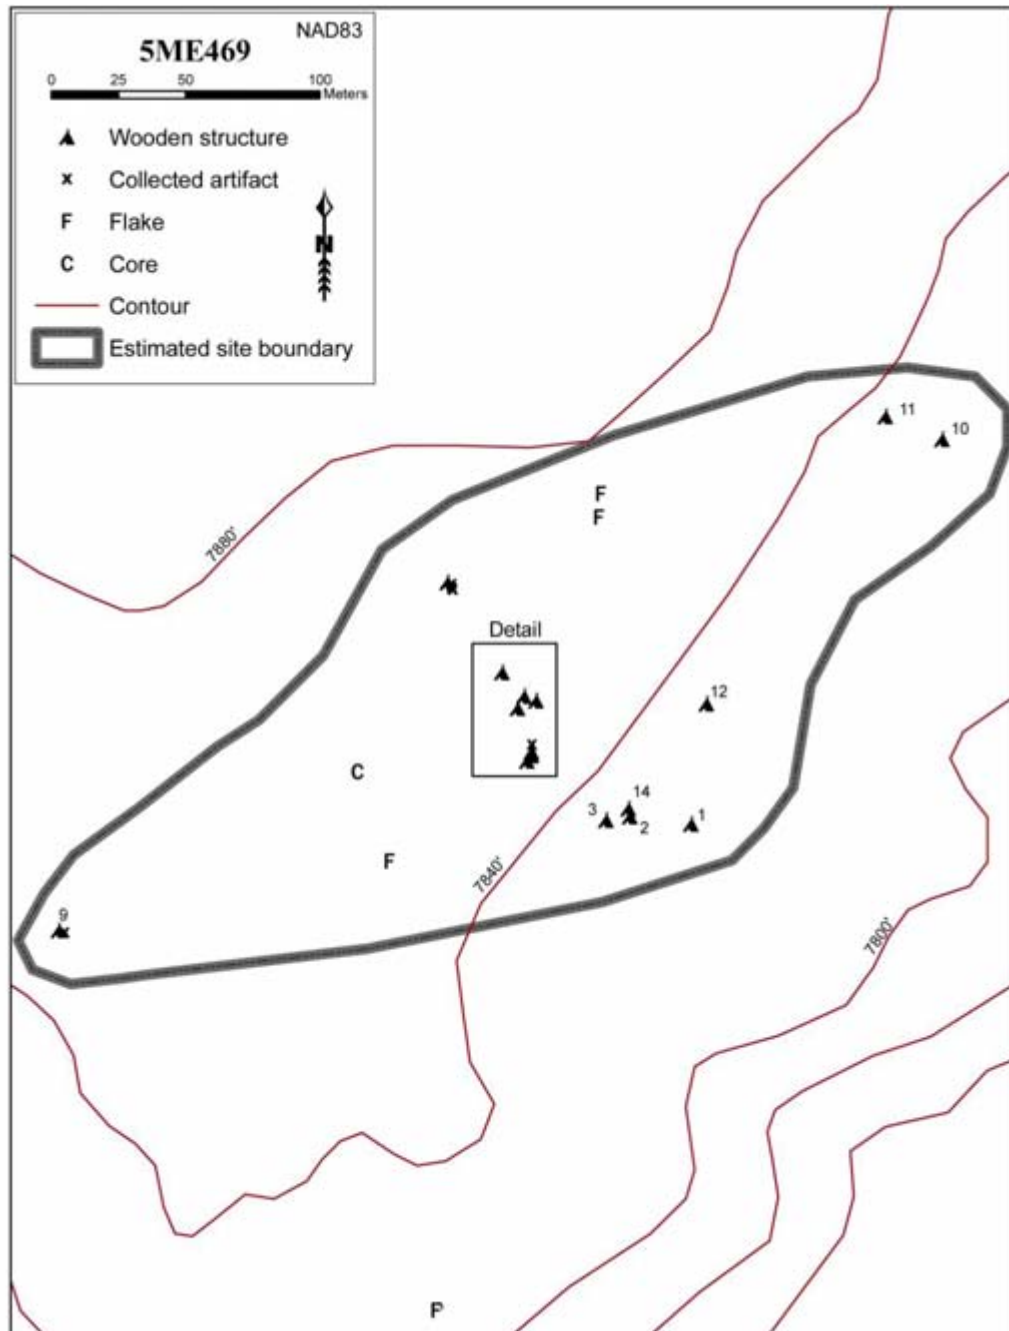 NAD83
5ME469
0 25 50 100
Meters
Wooden structure
x Collected artifact
F Flake
C Core
N
Contour
Estimated site boundary
11
10
F
F
7880'
Detail
12
C
14
3
2
1
F
7840'
9
7800'
F